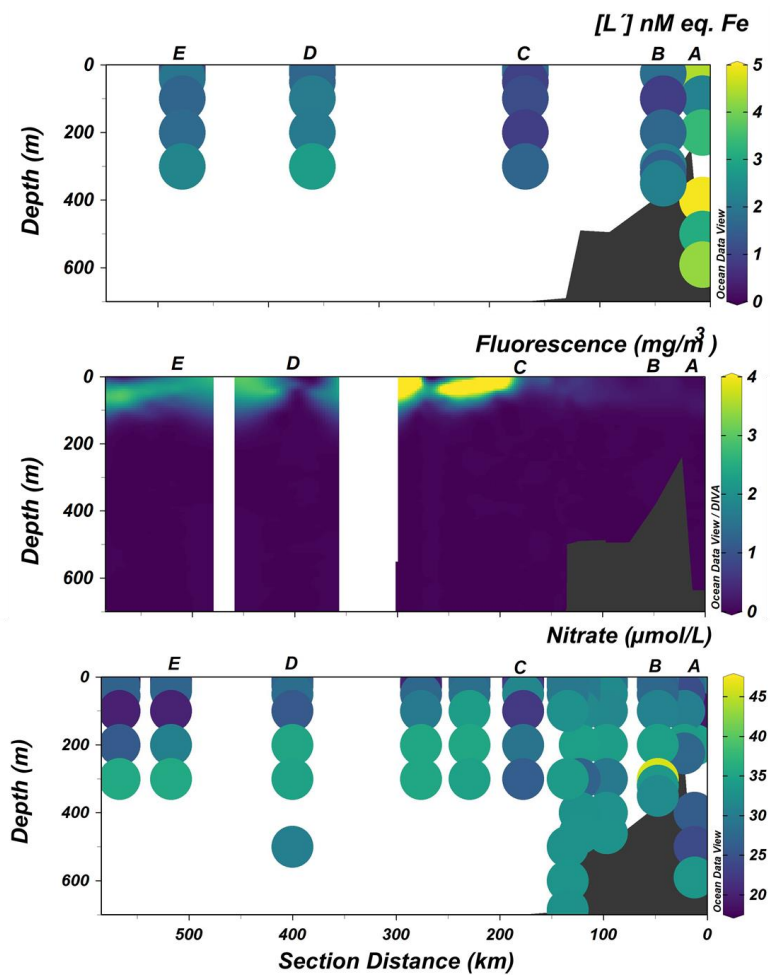 [L´] nM eq. Fe
E D C B A
0
200
400
600
Depth (m)
5
4
3
2
1
0
Ocean Data View
Fluorescence (mg/m3 )
E D C B A
0
200
400
600
Depth (m)
4
3
2
1
0
Ocean Data View / DIVA
Nitrate (µmol/L)
E D C B A
0
200
400
600
Depth (m)
45
40
35
30
25
20
Ocean Data View
500 400 300 200 100 0
Section Distance (km)